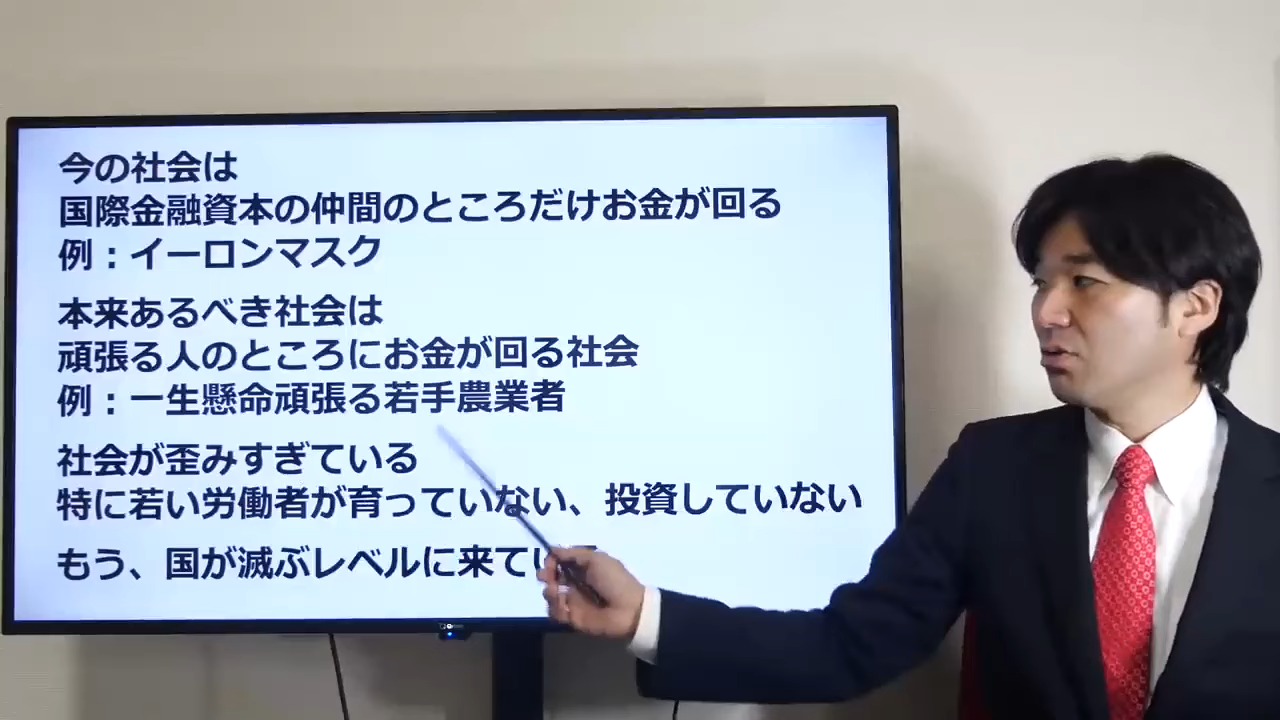 今の社会は
国際金融資本の仲間のところだけお金が回る
例：イーロンマスク
本来あるべき社会は
頑張る人のところにお金が回る社会
例：一生懸命頑張る若手農業者
社会が歪みすぎている
特に若い労働者が育っていない、投資していない
もう、国が滅ぶレベルに来てい